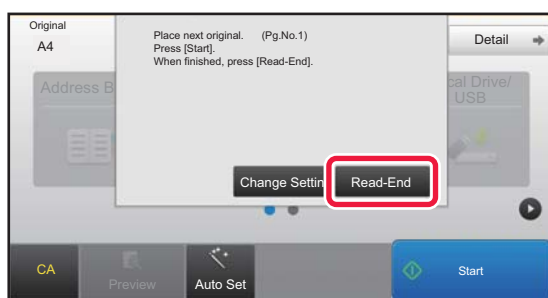 Original
A4
Place next original. (Pg.No.1)
Press [Start].
When finished, press [Read-End].
Detail
Address B
cal Drive/
USB
Change Settin
Read-End
CA
Preview
Auto Set
Start